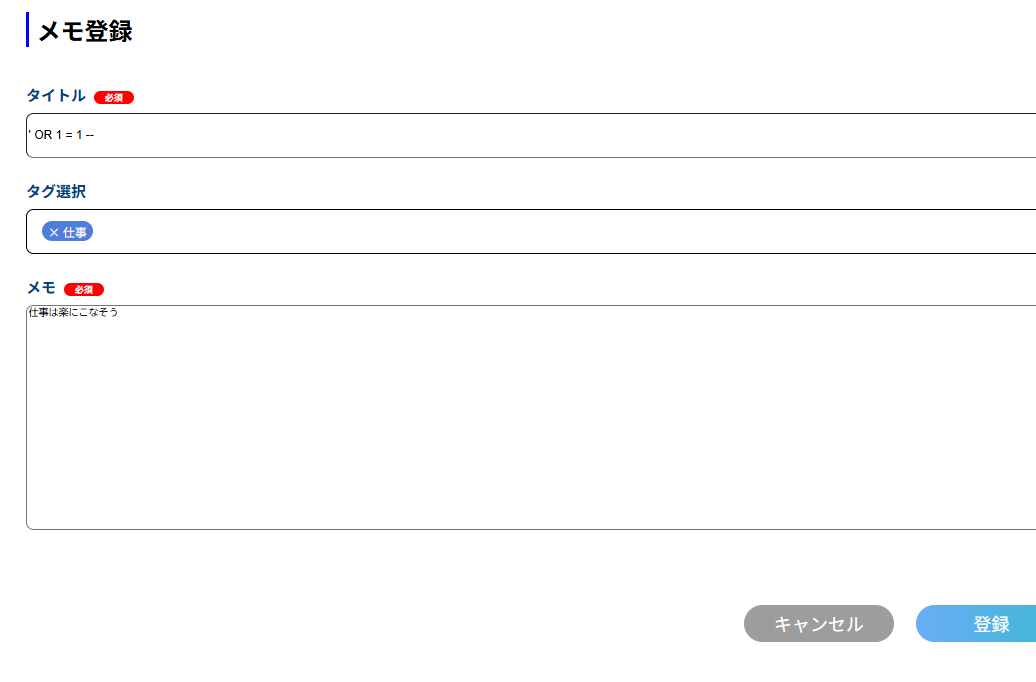 メモ登録
タイトル 必須
' OR 1 = 1 --
タグ選択
× 仕事
メモ 必須
仕事は楽にこなそう
キャンセル 登録